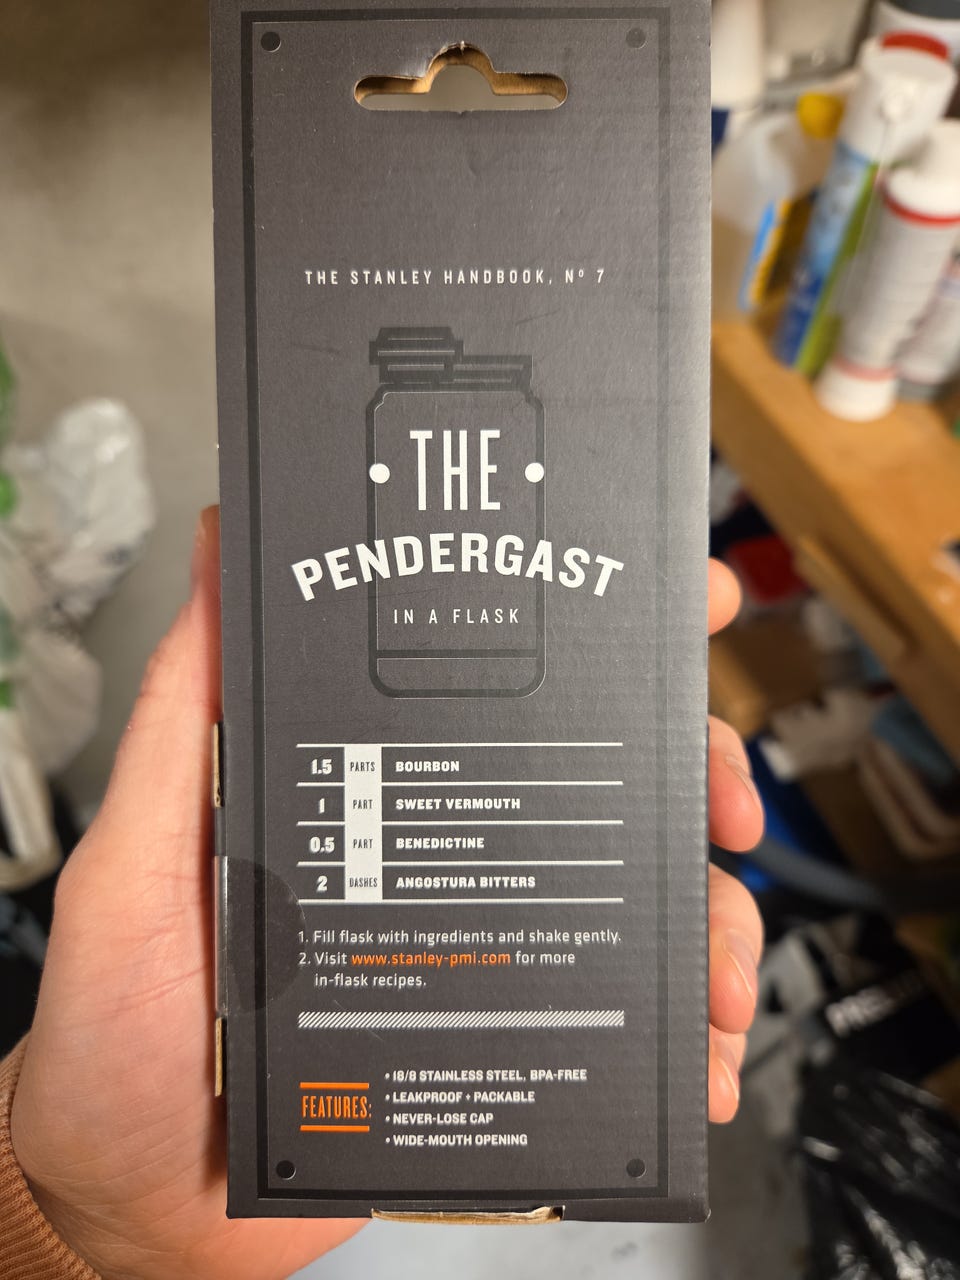 THE STANLEY HANDBOOK, Nº 7
THE
PENDERGAST
IN A FLASK
1.5 PARTS BOURBON
1 PART SWEET VERMOUTH
0.5 PART BENEDICTINE
2 DASHES ANGOSTURA BITTERS
1. Fill flask with ingredients and shake gently.
2. Visit www.stanley-pmi.com for more
in-flask recipes.
FEATURES:
• 18/8 STAINLESS STEEL, BPA-FREE
• LEAKPROOF + PACKABLE
• NEVER-LOSE CAP
• WIDE-MOUTH OPENING